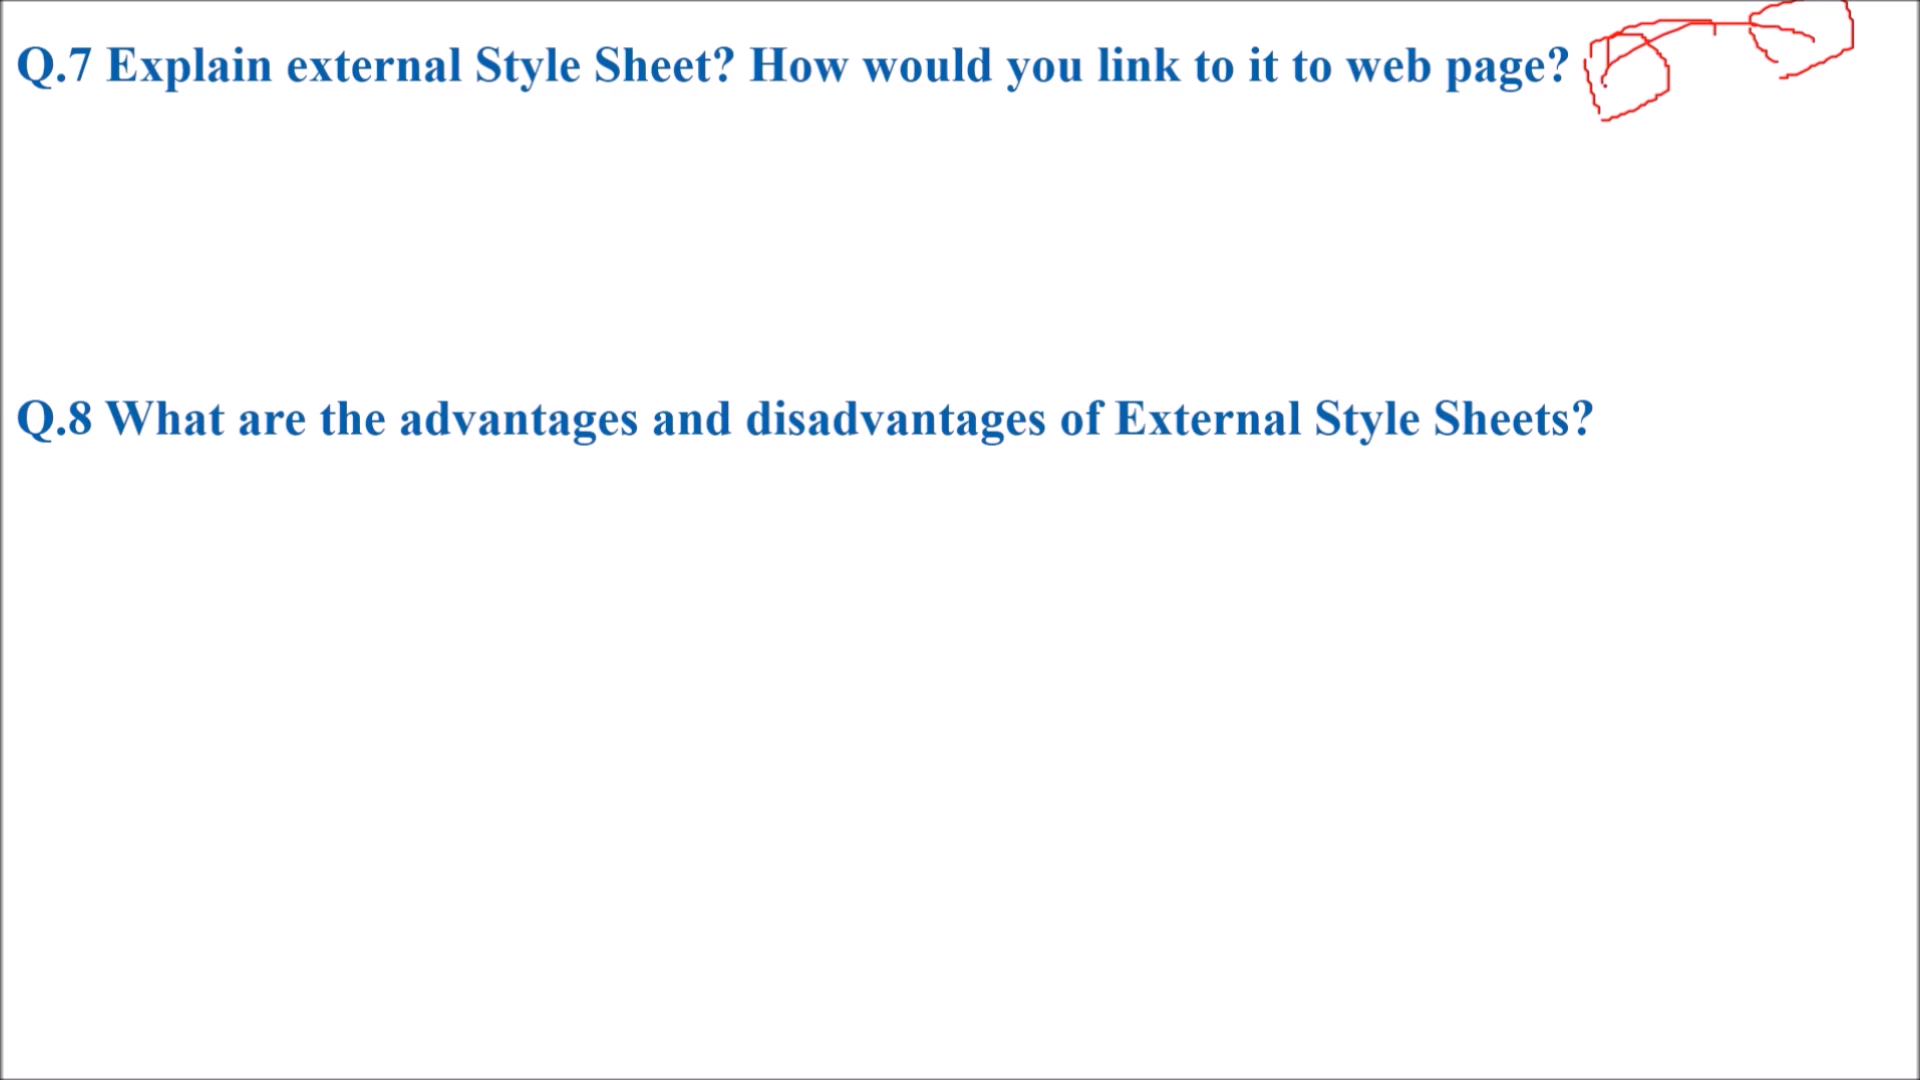 Q.7 Explain external Style Sheet? How would you link to it to web page?
Q.8 What are the advantages and disadvantages of External Style Sheets?